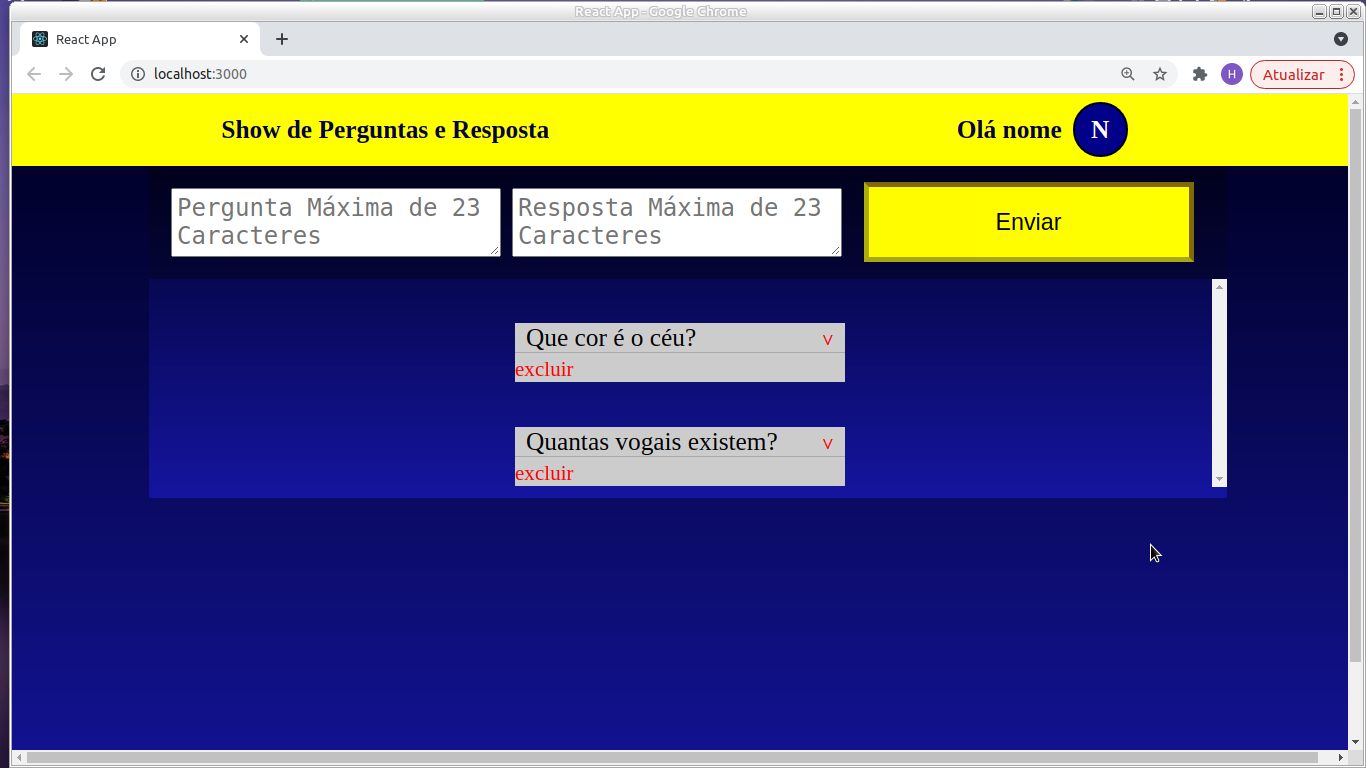 React App - Google Chrome
React App
localhost:3000
H
Atualizar
Show de Perguntas e Resposta
Olá nome
N
Pergunta Máxima de 23
Caracteres
Resposta Máxima de 23
Caracteres
Enviar
Que cor é o céu? v
excluir
Quantas vogais existem? v
excluir